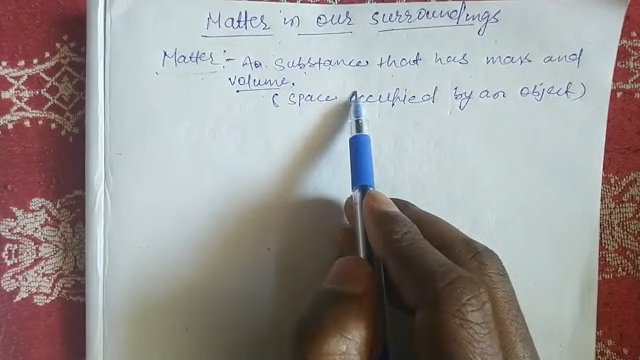 Matter in our surroundings
Matter :- An substance that has mass and
volume.
( space occupied by an object )